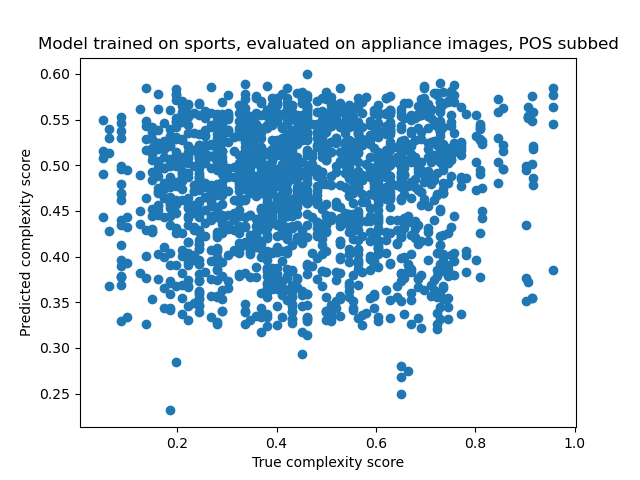 Model trained on sports, evaluated on appliance images, POS subbed
0.60
0.55
0.50
0.45
0.40
0.35
0.30
0.25
Predicted complexity score
0.2 0.4 0.6 0.8 1.0
True complexity score